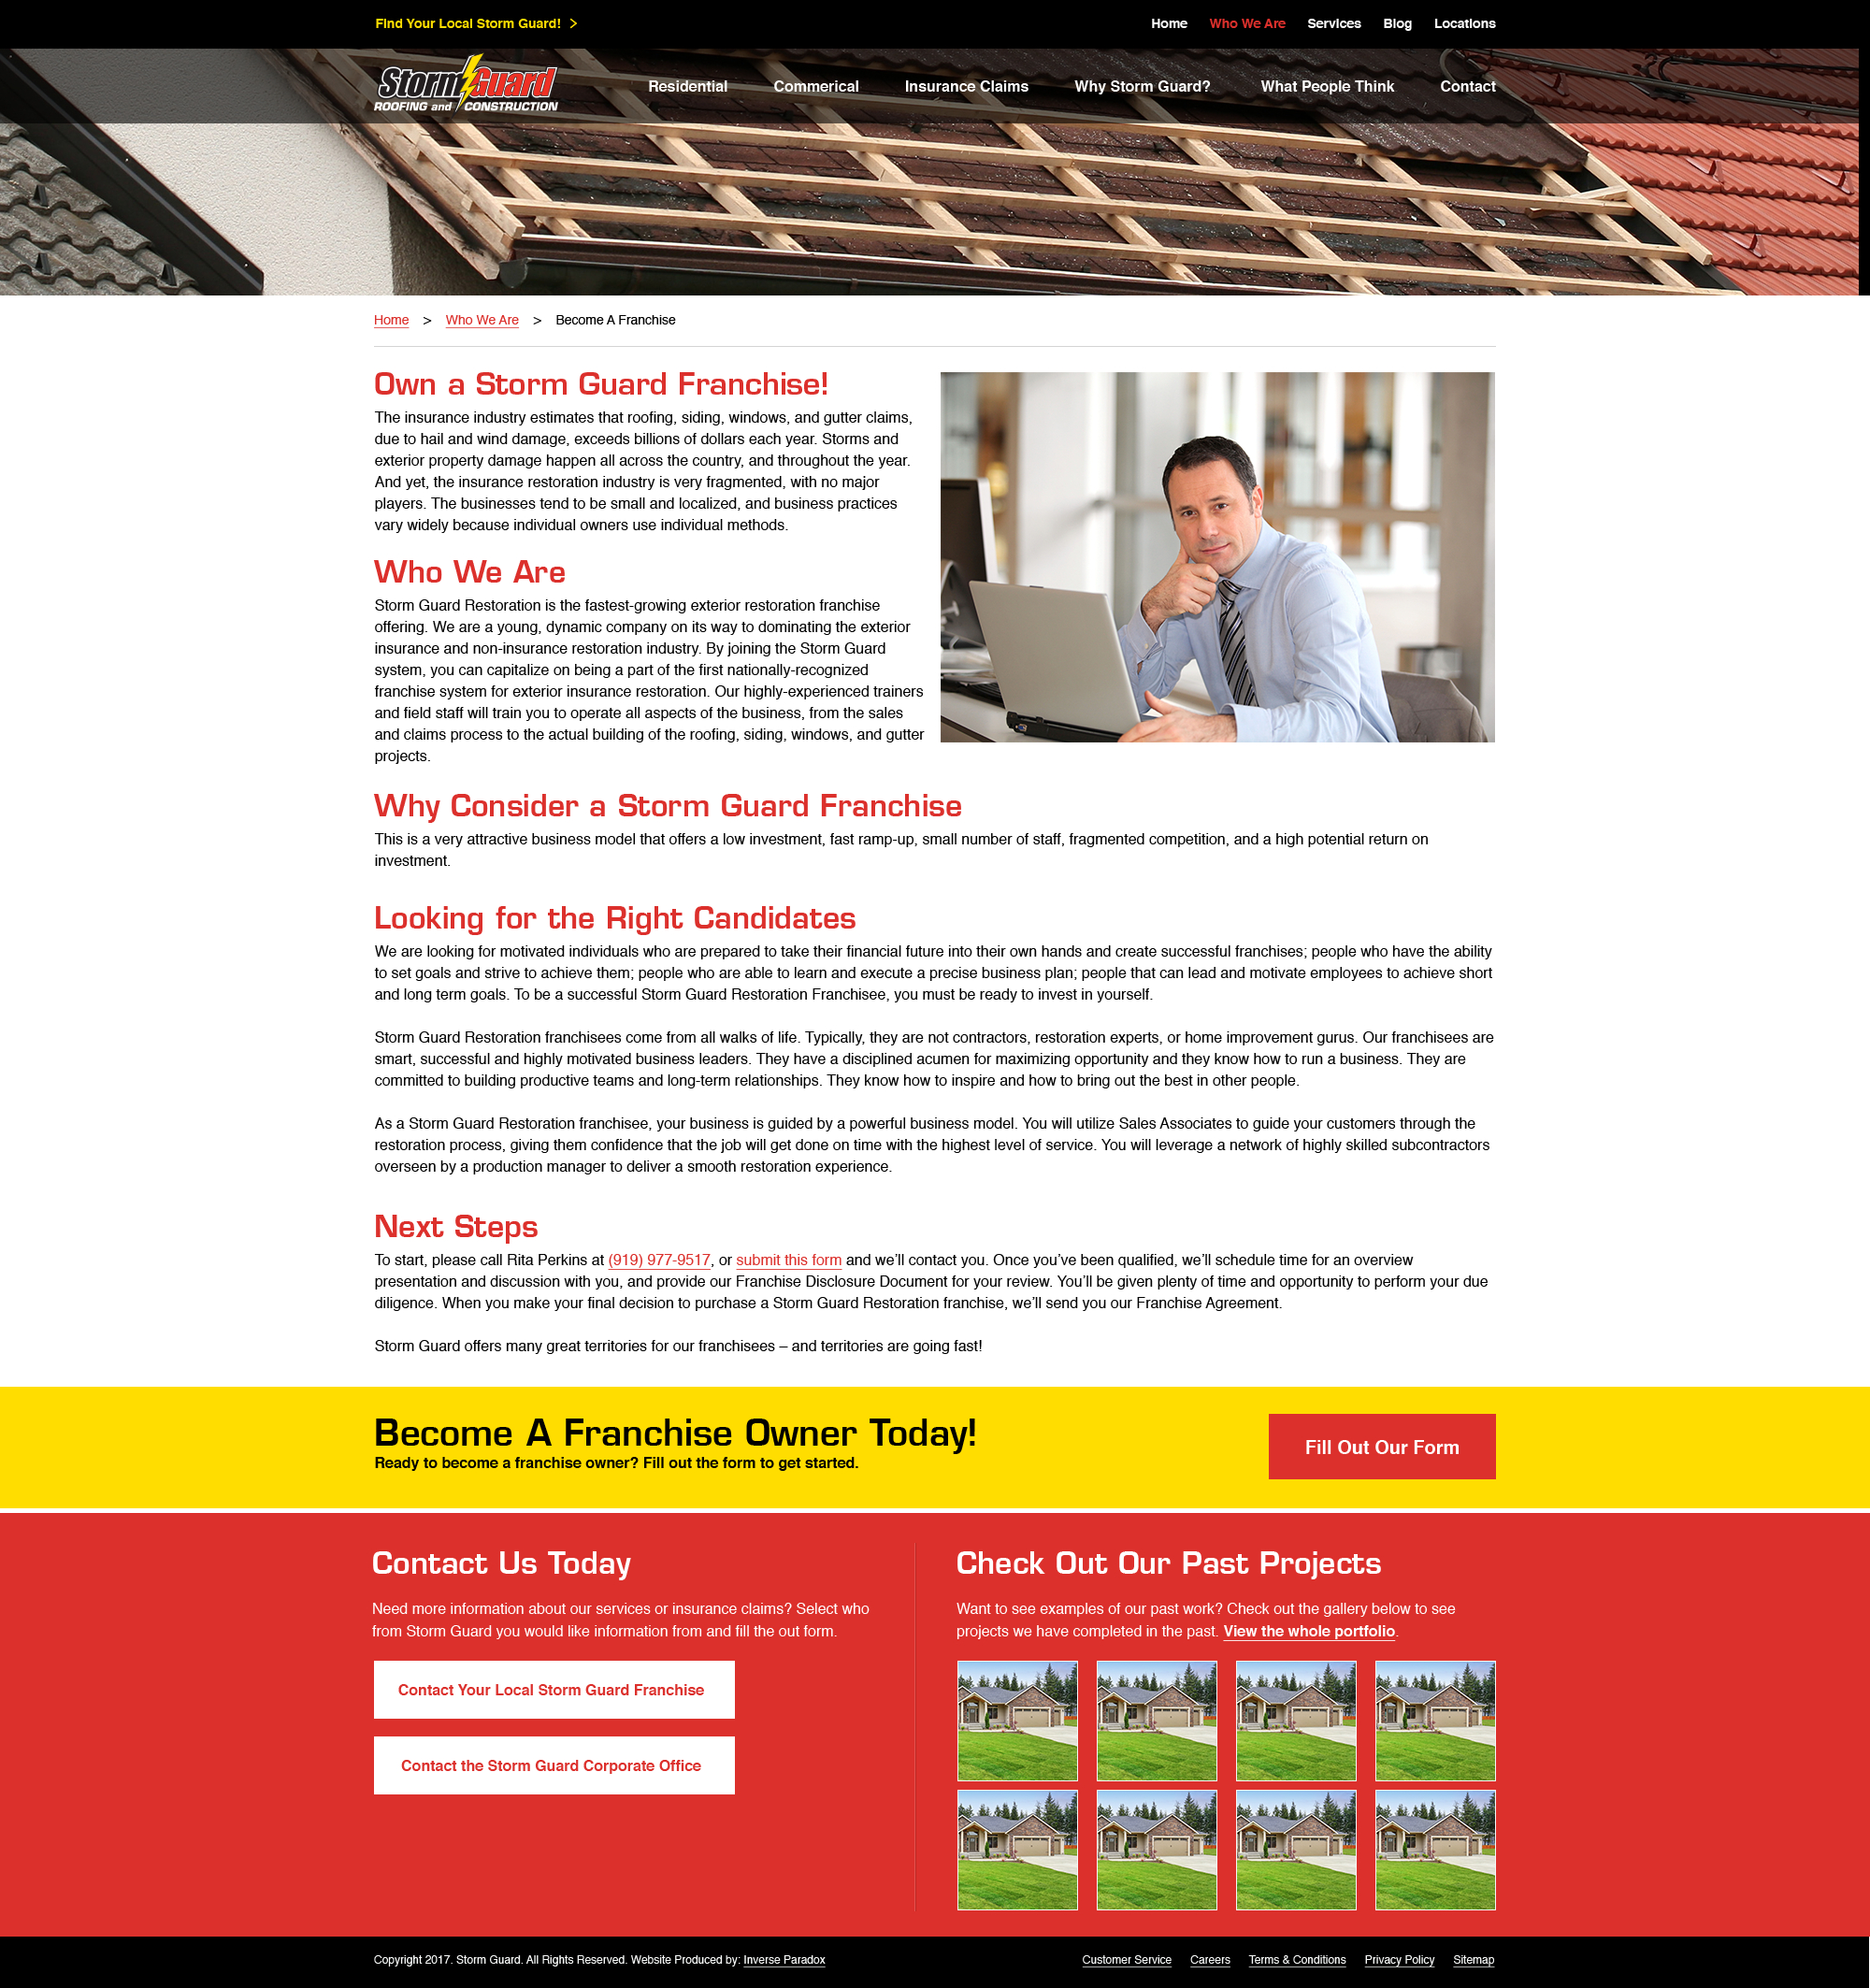 Find Your Local Storm Guard! >
Home Who We Are Services Blog Locations
Storm Guard
ROOFING and CONSTRUCTION
Residential Commerical Insurance Claims Why Storm Guard? What People Think Contact
Home > Who We Are > Become A Franchise
Own a Storm Guard Franchise!
The insurance industry estimates that roofing, siding, windows, and gutter claims,
due to hail and wind damage, exceeds billions of dollars each year. Storms and
exterior property damage happen all across the country, and throughout the year.
And yet, the insurance restoration industry is very fragmented, with no major
players. The businesses tend to be small and localized, and business practices
vary widely because individual owners use individual methods.
Who We Are
Storm Guard Restoration is the fastest-growing exterior restoration franchise
offering. We are a young, dynamic company on its way to dominating the exterior
insurance and non-insurance restoration industry. By joining the Storm Guard
system, you can capitalize on being a part of the first nationally-recognized
franchise system for exterior insurance restoration. Our highly-experienced trainers
and field staff will train you to operate all aspects of the business, from the sales
and claims process to the actual building of the roofing, siding, windows, and gutter
projects.
Why Consider a Storm Guard Franchise
This is a very attractive business model that offers a low investment, fast ramp-up, small number of staff, fragmented competition, and a high potential return on
investment.
Looking for the Right Candidates
We are looking for motivated individuals who are prepared to take their financial future into their own hands and create successful franchises; people who have the ability
to set goals and strive to achieve them; people who are able to learn and execute a precise business plan; people that can lead and motivate employees to achieve short
and long term goals. To be a successful Storm Guard Restoration Franchisee, you must be ready to invest in yourself.
Storm Guard Restoration franchisees come from all walks of life. Typically, they are not contractors, restoration experts, or home improvement gurus. Our franchisees are
smart, successful and highly motivated business leaders. They have a disciplined acumen for maximizing opportunity and they know how to run a business. They are
committed to building productive teams and long-term relationships. They know how to inspire and how to bring out the best in other people.
As a Storm Guard Restoration franchisee, your business is guided by a powerful business model. You will utilize Sales Associates to guide your customers through the
restoration process, giving them confidence that the job will get done on time with the highest level of service. You will leverage a network of highly skilled subcontractors
overseen by a production manager to deliver a smooth restoration experience.
Next Steps
To start, please call Rita Perkins at (919) 977-9517, or submit this form and we’ll contact you. Once you’ve been qualified, we’ll schedule time for an overview
presentation and discussion with you, and provide our Franchise Disclosure Document for your review. You’ll be given plenty of time and opportunity to perform your due
diligence. When you make your final decision to purchase a Storm Guard Restoration franchise, we’ll send you our Franchise Agreement.
Storm Guard offers many great territories for our franchisees – and territories are going fast!
Become A Franchise Owner Today!
Ready to become a franchise owner? Fill out the form to get started.
Fill Out Our Form
Contact Us Today
Need more information about our services or insurance claims? Select who
from Storm Guard you would like information from and fill the out form.
Contact Your Local Storm Guard Franchise
Contact the Storm Guard Corporate Office
Check Out Our Past Projects
Want to see examples of our past work? Check out the gallery below to see
projects we have completed in the past. View the whole portfolio.
Copyright 2017. Storm Guard. All Rights Reserved. Website Produced by: Inverse Paradox
Customer Service Careers Terms & Conditions Privacy Policy Sitemap